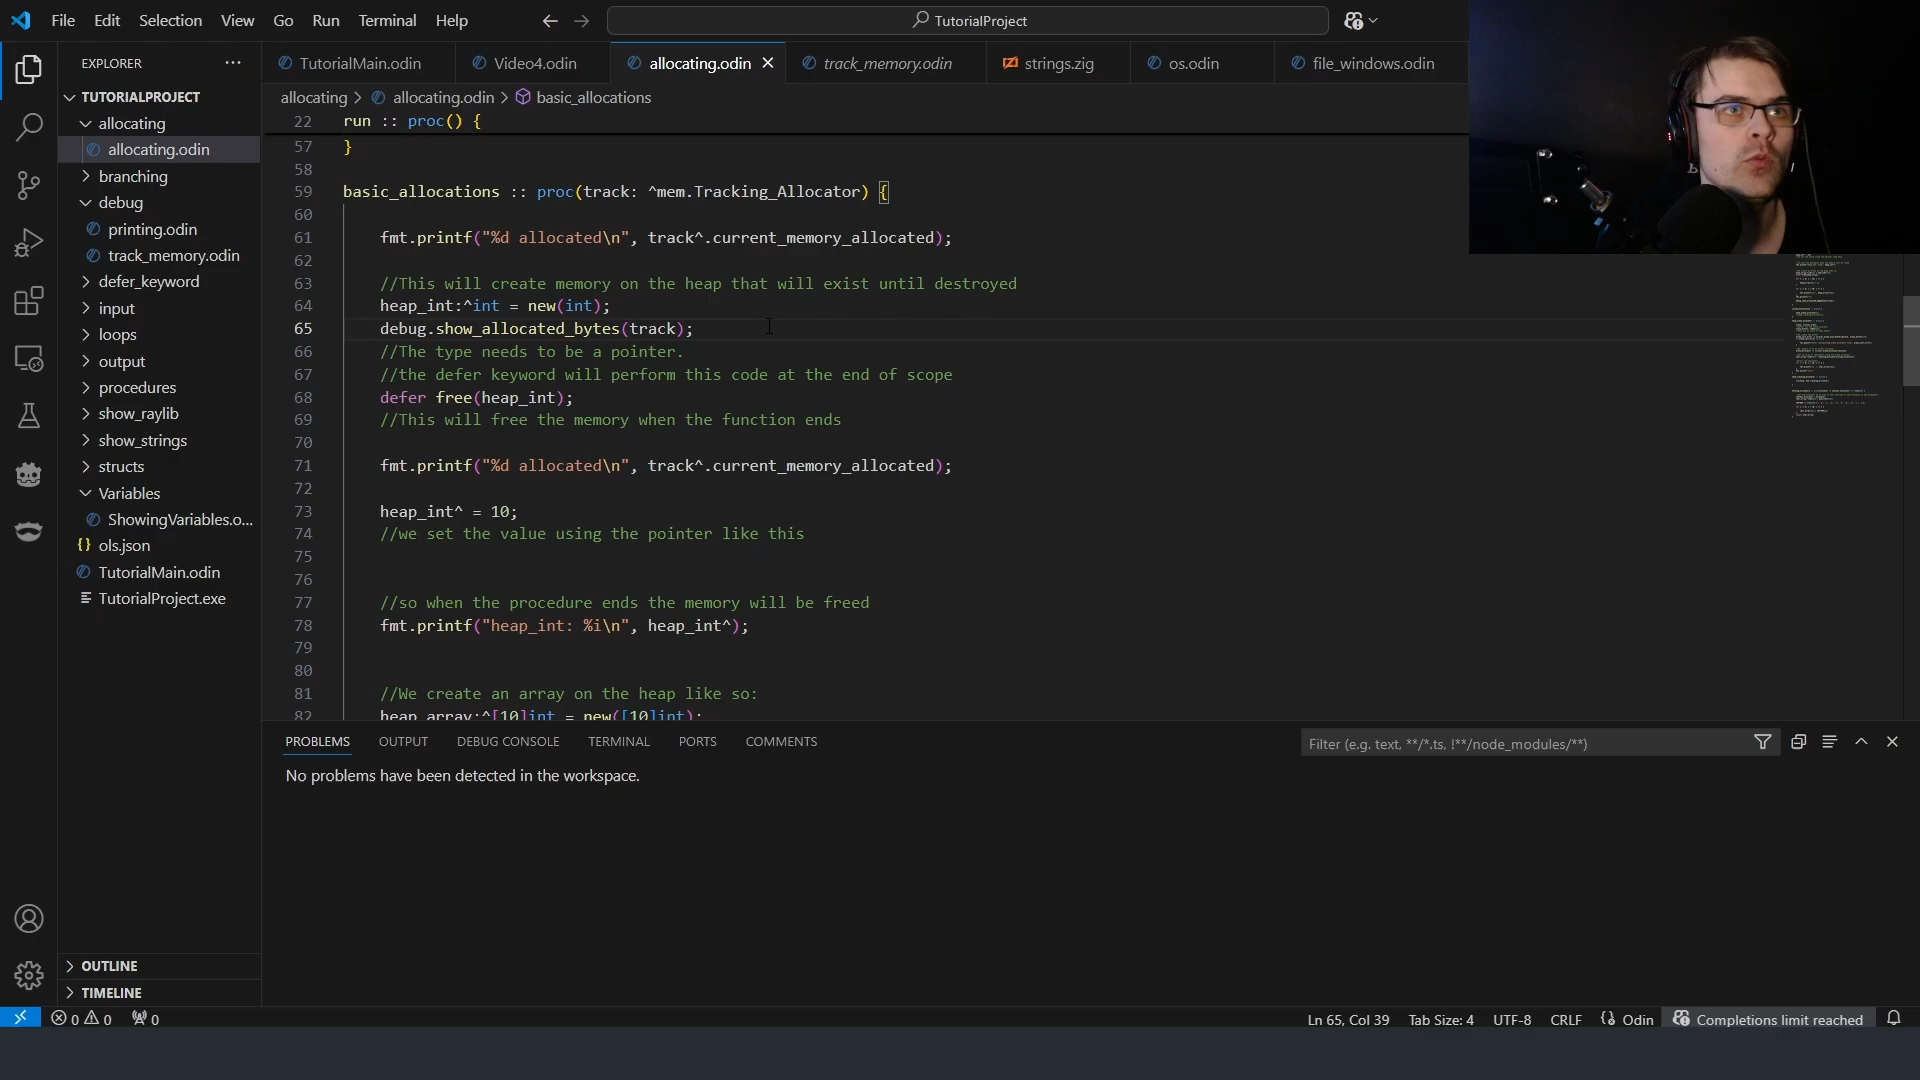 File Edit Selection View Go Run Terminal Help
TutorialProject
EXPLORER
TutorialMain.odin
Video4.odin
allocating.odin
track_memory.odin
strings.zig
os.odin
file_windows.odin
TUTORIALPROJECT
allocating
allocating.odin
branching
debug
printing.odin
track_memory.odin
defer_keyword
input
loops
output
procedures
show_raylib
show_strings
structs
Variables
ShowingVariables.o...
ols.json
TutorialMain.odin
TutorialProject.exe
OUTLINE
TIMELINE
allocating > allocating.odin > basic_allocations
22 run :: proc() {
57 }
58
59 basic_allocations :: proc(track: ^mem.Tracking_Allocator) {
60
61 fmt.printf("%d allocated\n", track^.current_memory_allocated);
62
63 //This will create memory on the heap that will exist until destroyed
64 heap_int:^int = new(int);
65 debug.show_allocated_bytes(track);
66 //The type needs to be a pointer.
67 //the defer keyword will perform this code at the end of scope
68 defer free(heap_int);
69 //This will free the memory when the function ends
70
71 fmt.printf("%d allocated\n", track^.current_memory_allocated);
72
73 heap_int^ = 10;
74 //we set the value using the pointer like this
75
76
77 //so when the procedure ends the memory will be freed
78 fmt.printf("heap_int: %i\n", heap_int^);
79
80
81 //We create an array on the heap like so:
82 heap_array:^[10]int = new([10]int);
PROBLEMS OUTPUT DEBUG CONSOLE TERMINAL PORTS COMMENTS
Filter (e.g. text, **/*.ts, !**/node_modules/**)
No problems have been detected in the workspace.
0 0 0
Ln 65, Col 39 Tab Size: 4 UTF-8 CRLF Odin Completions limit reached